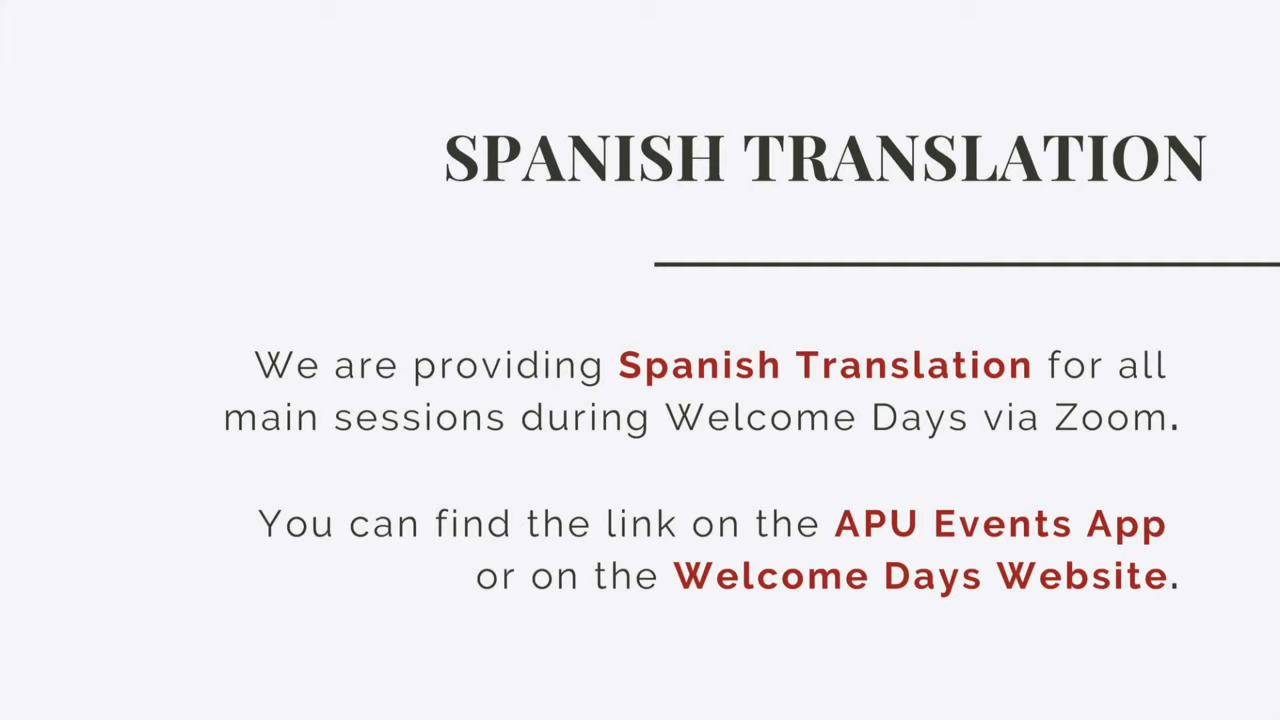 SPANISH TRANSLATION
We are providing Spanish Translation for all
main sessions during Welcome Days via Zoom.
You can find the link on the APU Events App
or on the Welcome Days Website.